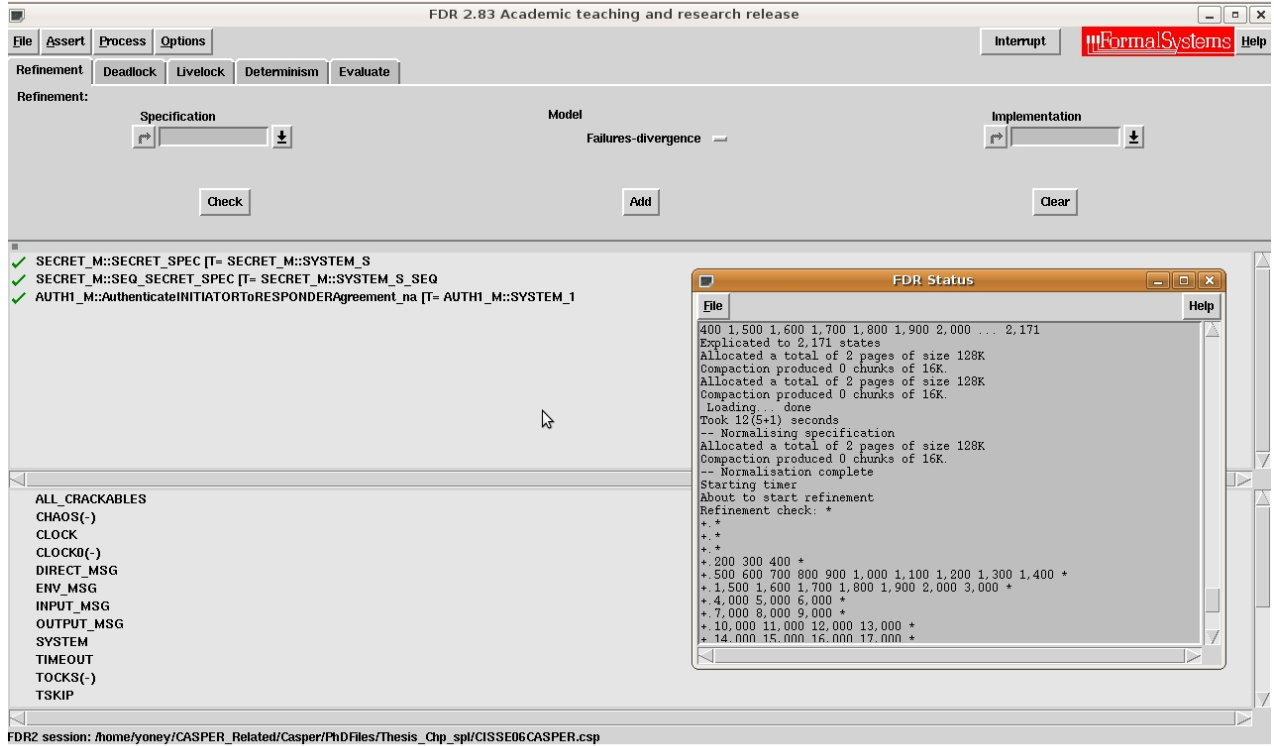 FDR 2.83 Academic teaching and research release
File Assert Process Options Interrupt FormalSystems Help
Refinement Deadlock Livelock Determinism Evaluate
Refinement:
Specification Model Implementation
Failures-divergence
Check Add Clear
SECRET_M::SECRET_SPEC [T= SECRET_M::SYSTEM_S
SECRET_M::SEQ_SECRET_SPEC [T= SECRET_M::SYSTEM_S_SEQ
AUTH1_M::AuthenticateINITIATORToRESPONDERAgreement_na [T= AUTH1_M::SYSTEM_1
FDR Status
File Help
400 1,500 1,600 1,700 1,800 1,900 2,000 ... 2,171
Explicated to 2,171 states
Allocated a total of 2 pages of size 128K
Compaction produced 0 chunks of 16K.
Allocated a total of 2 pages of size 128K
Compaction produced 0 chunks of 16K.
Loading... done
Took 12(5+1) seconds
-- Normalising specification
Allocated a total of 2 pages of size 128K
Compaction produced 0 chunks of 16K.
-- Normalisation complete
Starting timer
About to start refinement
Refinement check: *
+.*
+.*
+.*
+.200 300 400 *
+.500 600 700 800 900 1,000 1,100 1,200 1,300 1,400 *
+.1,500 1,600 1,700 1,800 1,900 2,000 3,000 *
+.4,000 5,000 6,000 *
+.7,000 8,000 9,000 *
+.10,000 11,000 12,000 13,000 *
+ 14,000 15,000 16,000 17,000 *
ALL_CRACKABLES
CHAOS(-)
CLOCK
CLOCK0(-)
DIRECT_MSG
ENV_MSG
INPUT_MSG
OUTPUT_MSG
SYSTEM
TIMEOUT
TOCKS(-)
TSKIP
FDR2 session: /home/yoney/CASPER_Related/Casper/PhDFiles/Thesis_Chp_spl/CISSE06CASPER.csp